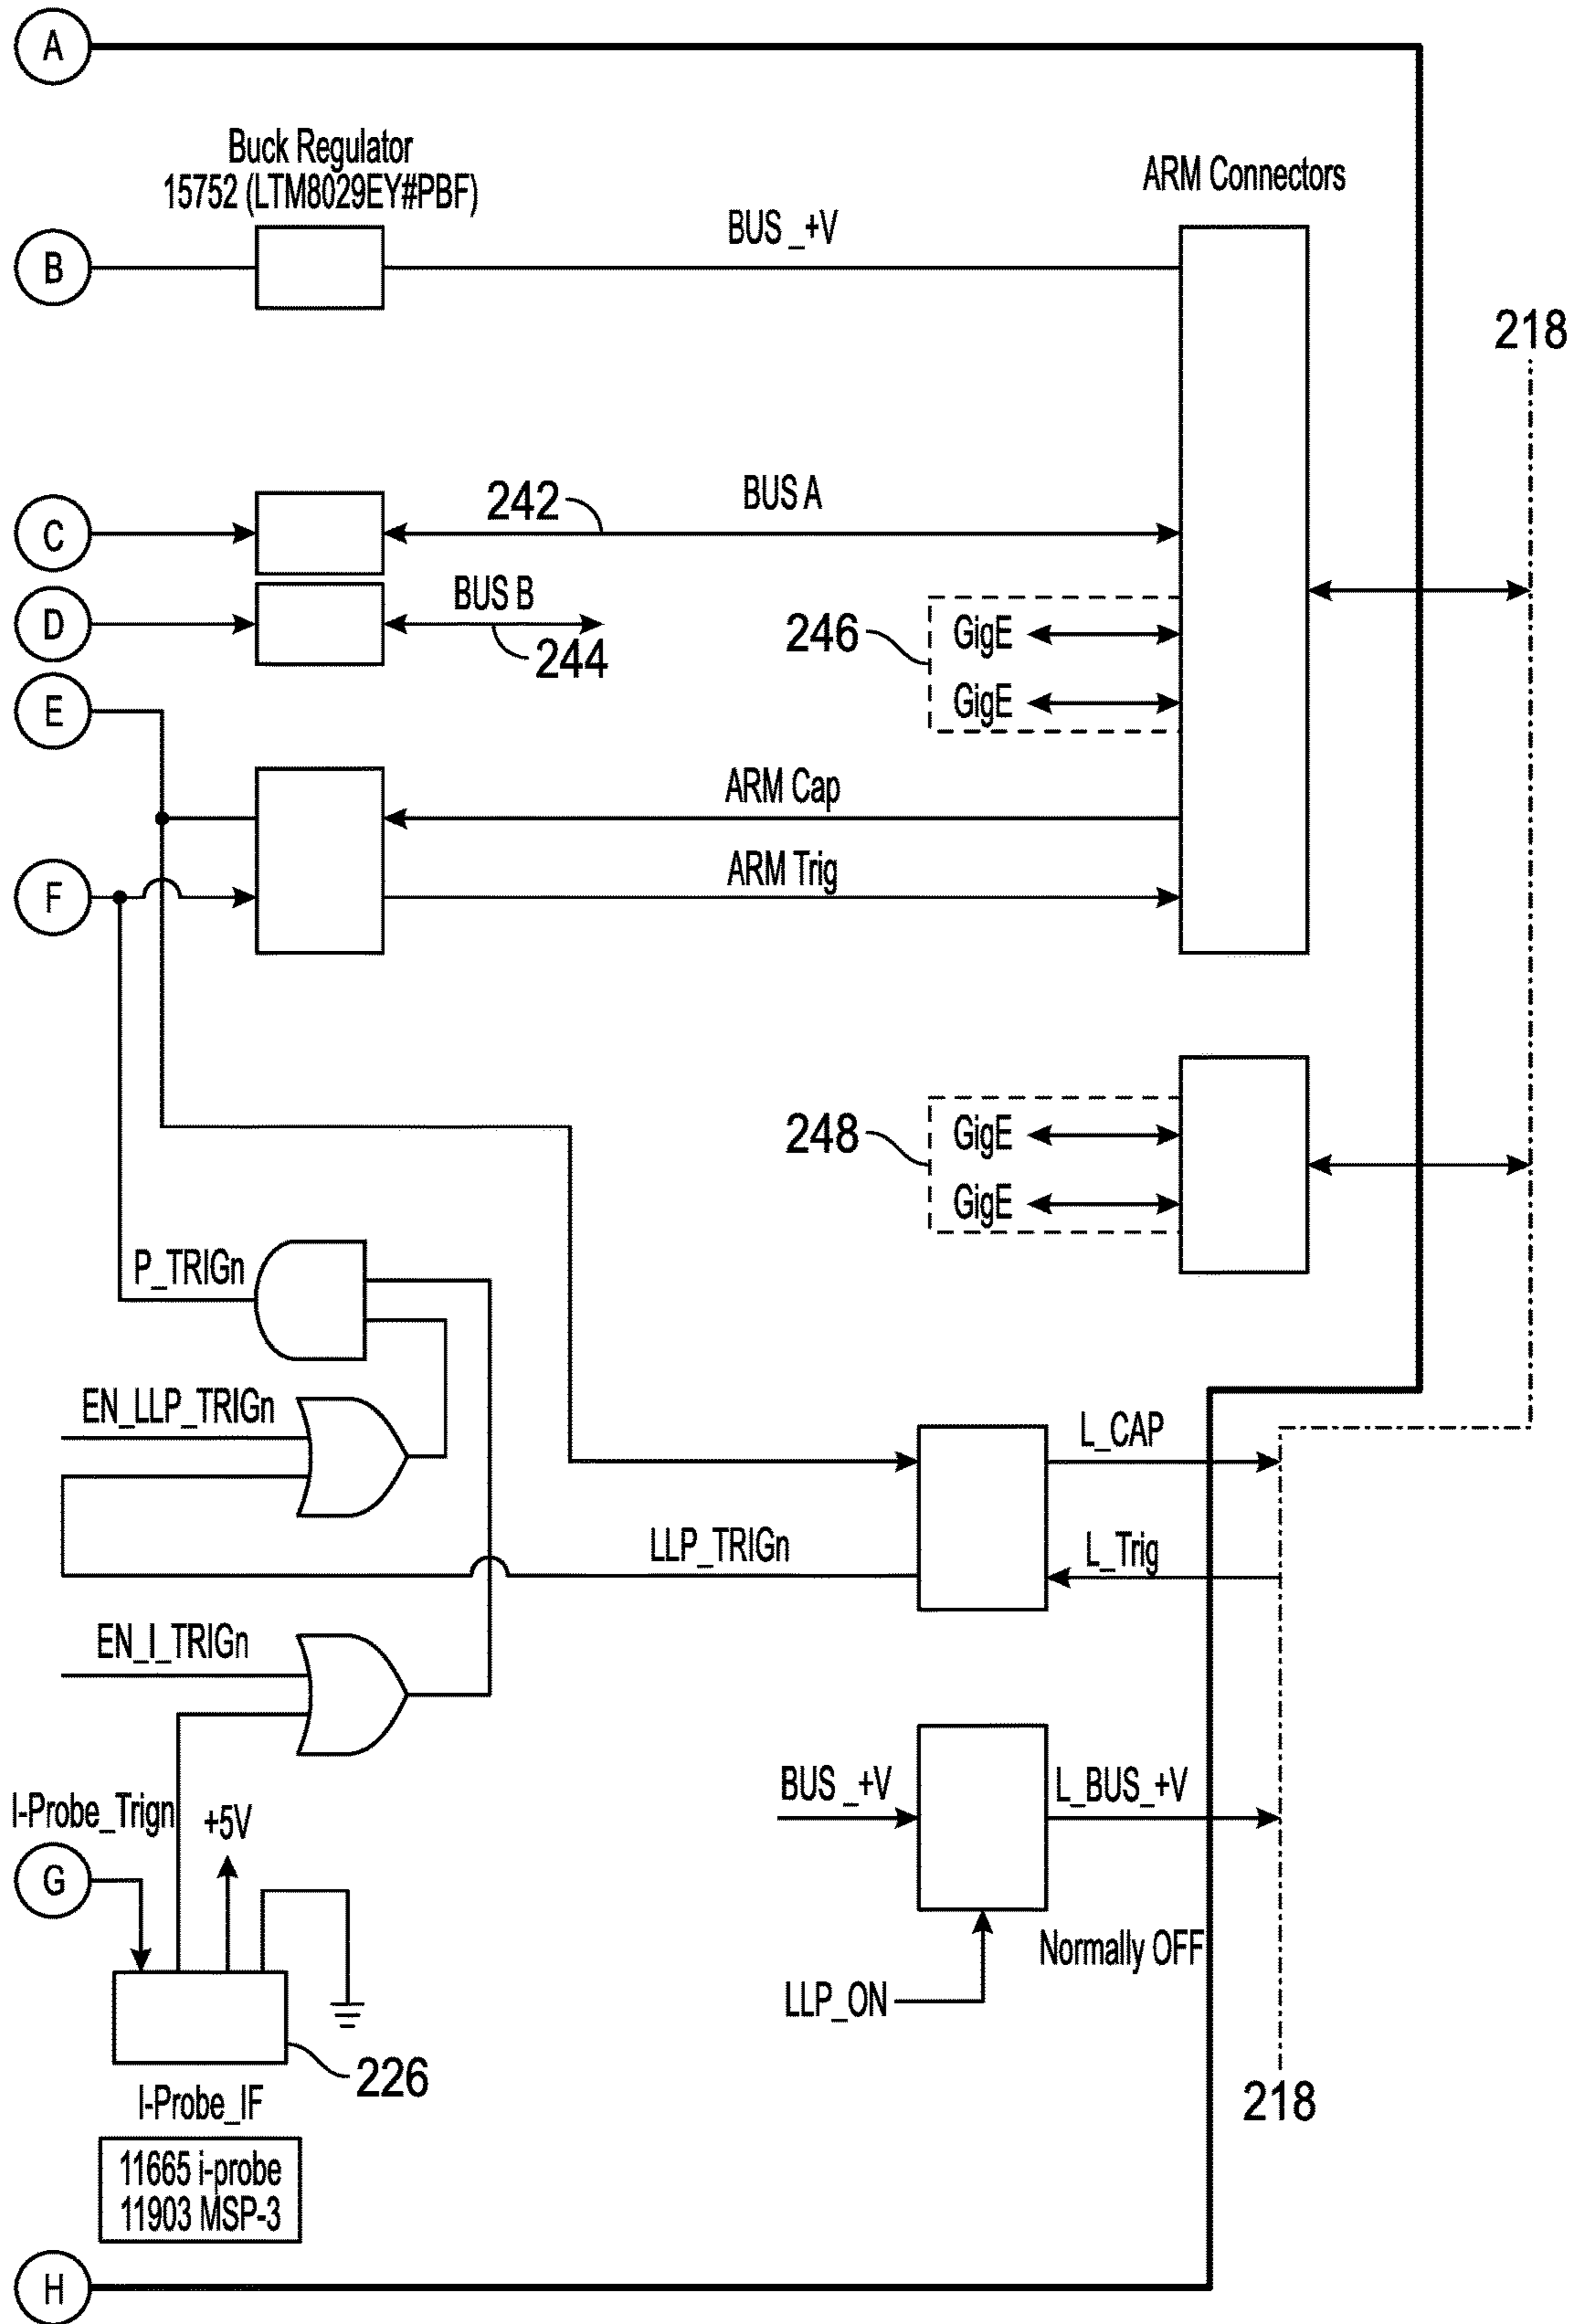 A
Buck Regulator
15752 (LTM8029EY#PBF)
ARM Connectors
B
BUS _+V
218
C
242
BUS A
D
BUS B
244
246
GigE
GigE
E
ARM Cap
F
ARM Trig
248
GigE
GigE
P_TRIGn
EN_LLP_TRIGn
L_CAP
LLP_TRIGn
L_Trig
EN_I_TRIGn
BUS _+V
L_BUS_+V
I-Probe_Trign
+5V
G
Normally OFF
LLP_ON
226
I-Probe_IF
218
11665 i-probe
11903 MSP-3
H